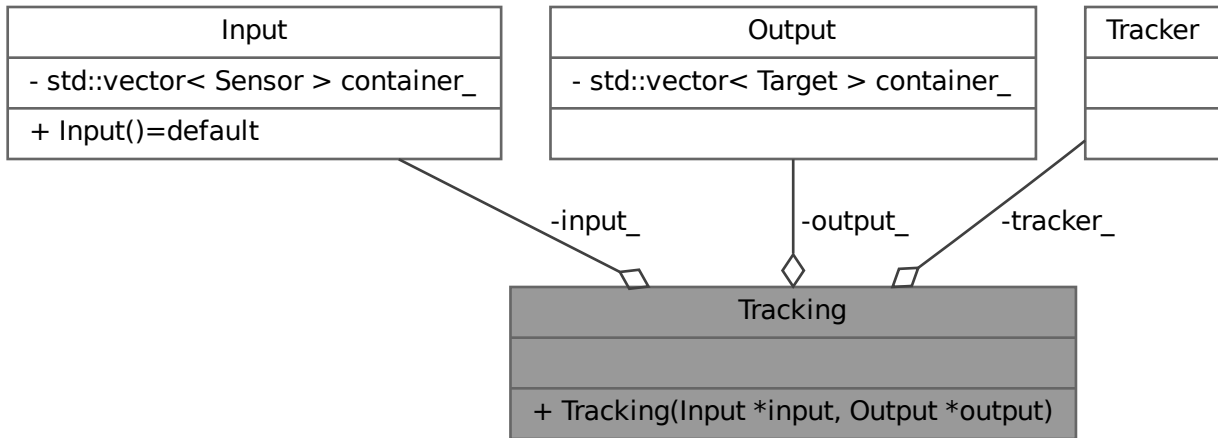 Input
- std::vector< Sensor > container_
+ Input()=default
Output
- std::vector< Target > container_
Tracker
-input_
-output_
-tracker_
Tracking
+ Tracking(Input *input, Output *output)